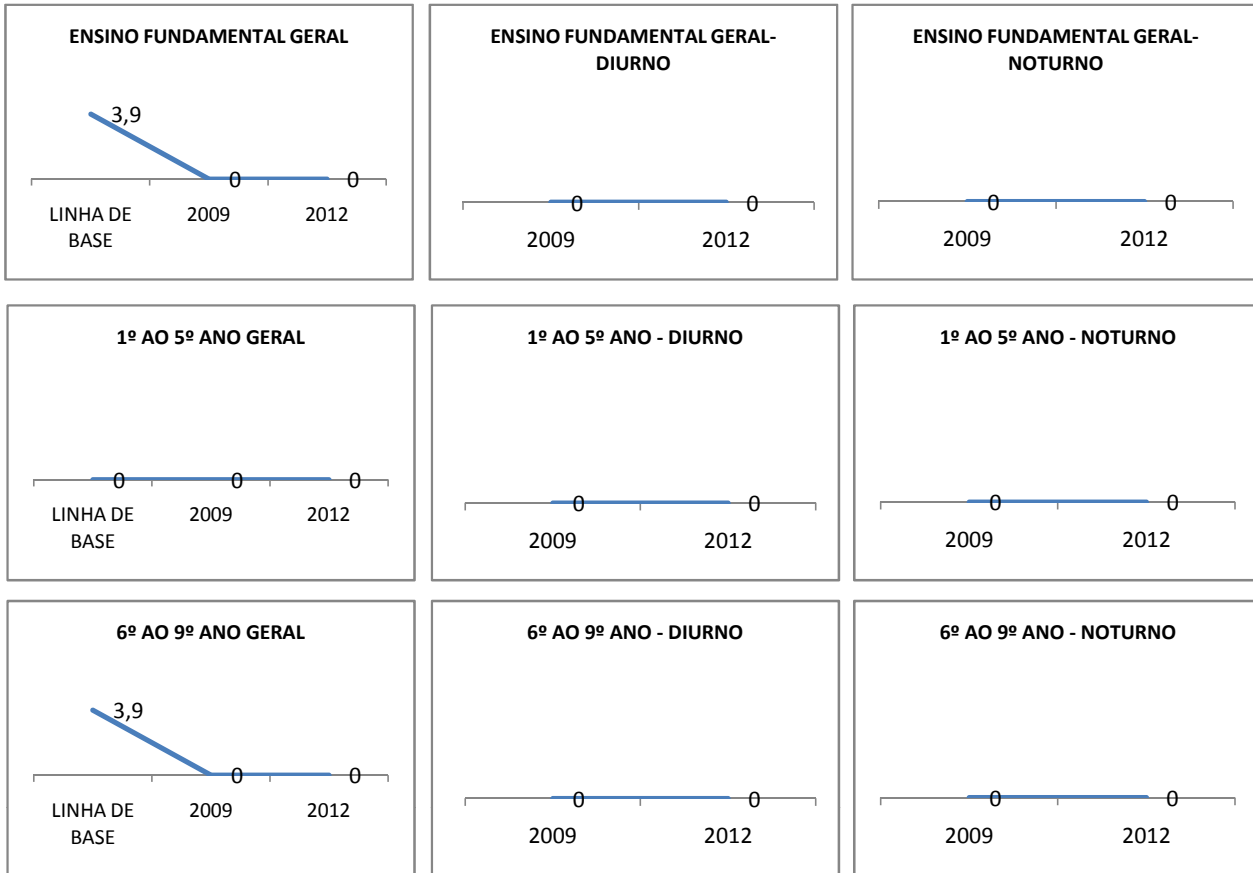 ENSINO FUNDAMENTAL GERAL
3,9
0
0
LINHA DE
BASE
2009
2012
ENSINO FUNDAMENTAL GERAL-
DIURNO
0
0
2009
2012
ENSINO FUNDAMENTAL GERAL-
NOTURNO
0
0
2009
2012
1º AO 5º ANO GERAL
0
0
0
LINHA DE
BASE
2009
2012
1º AO 5º ANO - DIURNO
0
0
2009
2012
1º AO 5º ANO - NOTURNO
0
0
2009
2012
6º AO 9º ANO GERAL
3,9
0
0
LINHA DE
BASE
2009
2012
6º AO 9º ANO - DIURNO
0
0
2009
2012
6º AO 9º ANO - NOTURNO
0
0
2009
2012